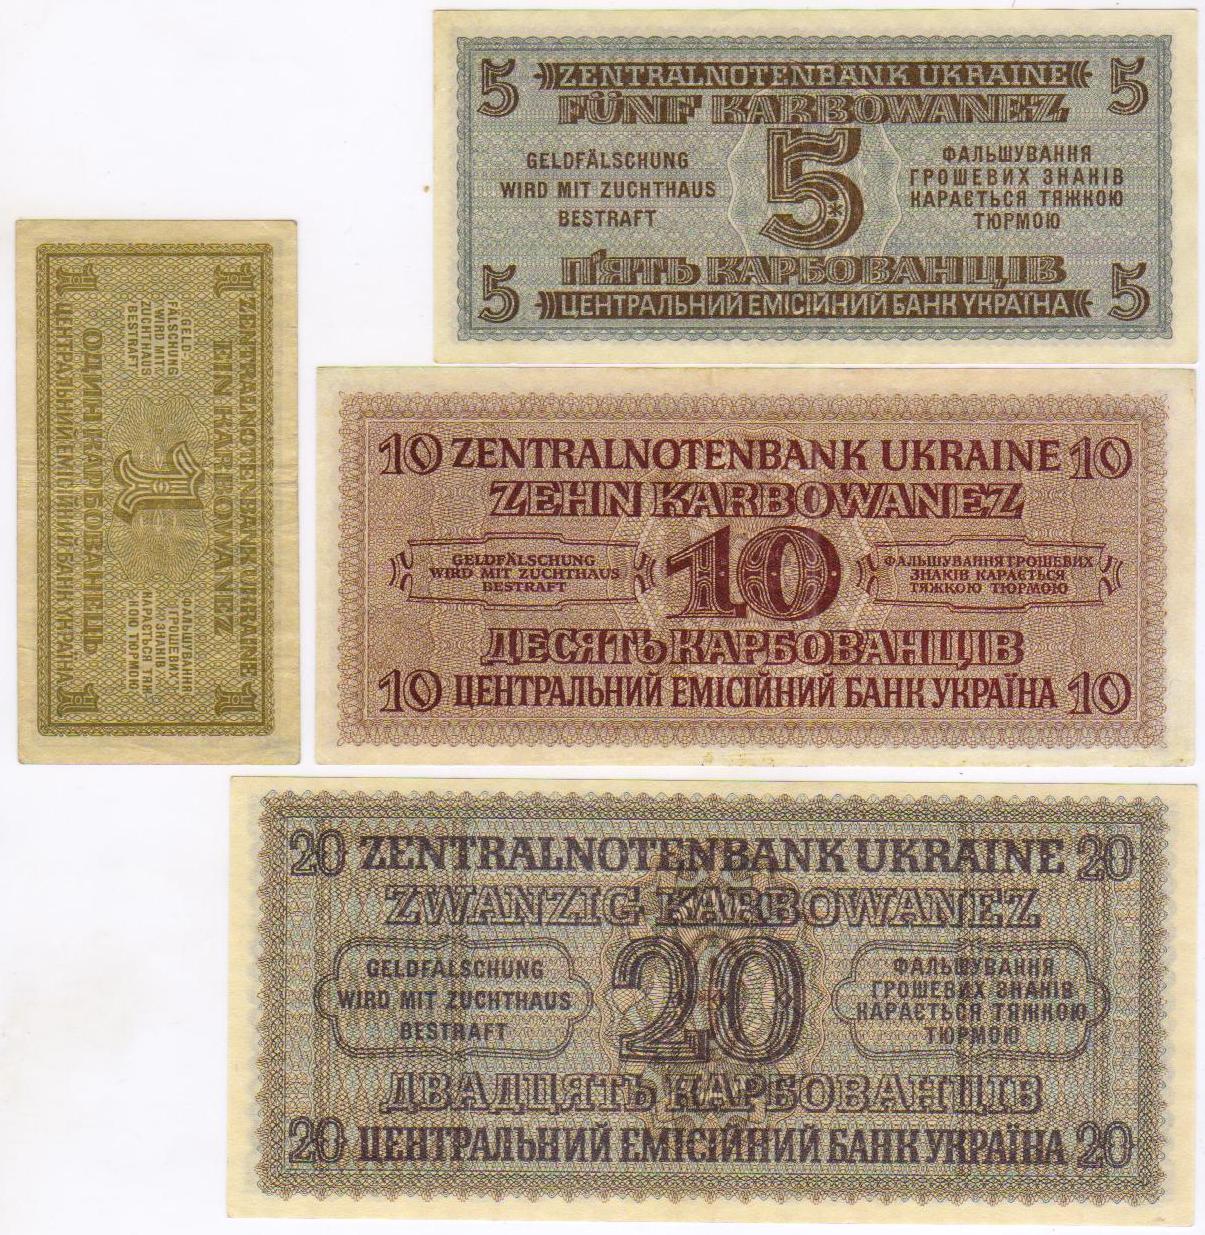 5 ZENTRALNOTENBANK UKRAINE 5
FÜNF KARBOWANEZ
GELDFÄLSCHUNG
WIRD MIT ZUCHTHAUS
BESTRAFT
5
ФАЛЬШУВАННЯ
ГРОШЕВИХ ЗНАКІВ
КАРАЄТЬСЯ ТЯЖКОЮ
ТЮРМОЮ
П'ЯТЬ КАРБОВАНЦІВ
5 ЦЕНТРАЛЬНИЙ ЕМІСІЙНИЙ БАНК УКРАЇНА 5
1 ZENTRALNOTENBANK UKRAINE 1
EIN KARBOWANEZ
GELD-
FÄLSCHUNG
WIRD MIT
ZUCHTHAUS
BESTRAFT
1
ФАЛЬШУВАННЯ
ГРОШЕВИХ
ЗНАКІВ
КАРАЄТЬСЯ ТЯЖ-
КОЮ ТЮРМОЮ
ОДИН КАРБОВАНЕЦЬ
1 ЦЕНТРАЛЬНИЙ ЕМІСІЙНИЙ БАНК УКРАЇНА 1
10 ZENTRALNOTENBANK UKRAINE 10
ZEHN KARBOWANEZ
GELDFÄLSCHUNG
WIRD MIT ZUCHTHAUS
BESTRAFT
10
ФАЛЬШУВАННЯ ГРОШЕВИХ
ЗНАКІВ КАРАЄТЬСЯ
ТЯЖКОЮ ТЮРМОЮ
ДЕСЯТЬ КАРБОВАНЦІВ
10 ЦЕНТРАЛЬНИЙ ЕМІСІЙНИЙ БАНК УКРАЇНА 10
20 ZENTRALNOTENBANK UKRAINE 20
ZWANZIG KARBOWANEZ
GELDFÄLSCHUNG
WIRD MIT ZUCHTHAUS
BESTRAFT
20
ФАЛЬШУВАННЯ
ГРОШЕВИХ ЗНАКІВ
КАРАЄТЬСЯ ТЯЖКОЮ
ТЮРМОЮ
ДВАДЦЯТЬ КАРБОВАНЦІВ
20 ЦЕНТРАЛЬНИЙ ЕМІСІЙНИЙ БАНК УКРАЇНА 20